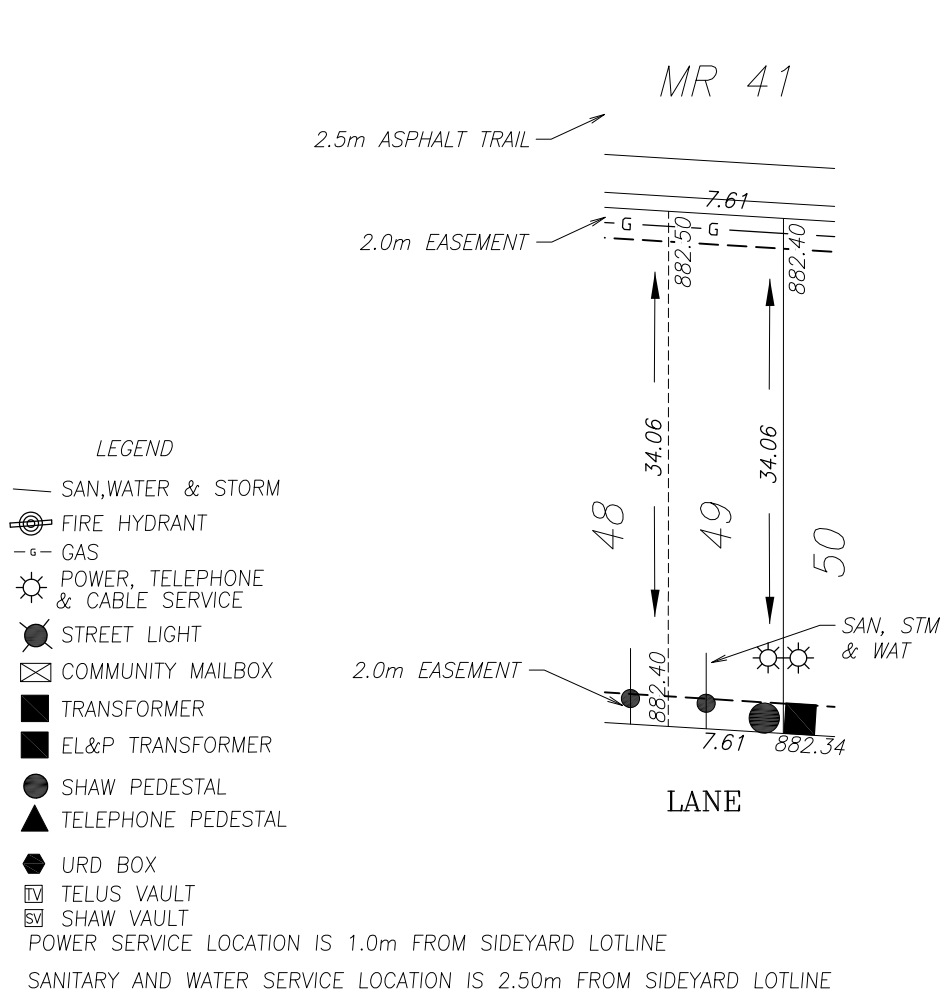 MR 41
2.5m ASPHALT TRAIL
7.61
2.0m EASEMENT
G
G
882.50
882.40
34.06
34.06
48
49
50
LEGEND
SAN,WATER & STORM
FIRE HYDRANT
G
GAS
POWER, TELEPHONE
& CABLE SERVICE
STREET LIGHT
COMMUNITY MAILBOX
TRANSFORMER
EL&P TRANSFORMER
SHAW PEDESTAL
TELEPHONE PEDESTAL
URD BOX
TV TELUS VAULT
SV SHAW VAULT
SAN, STM
& WAT
2.0m EASEMENT
882.40
7.61
882.34
LANE
POWER SERVICE LOCATION IS 1.0m FROM SIDEYARD LOTLINE
SANITARY AND WATER SERVICE LOCATION IS 2.50m FROM SIDEYARD LOTLINE